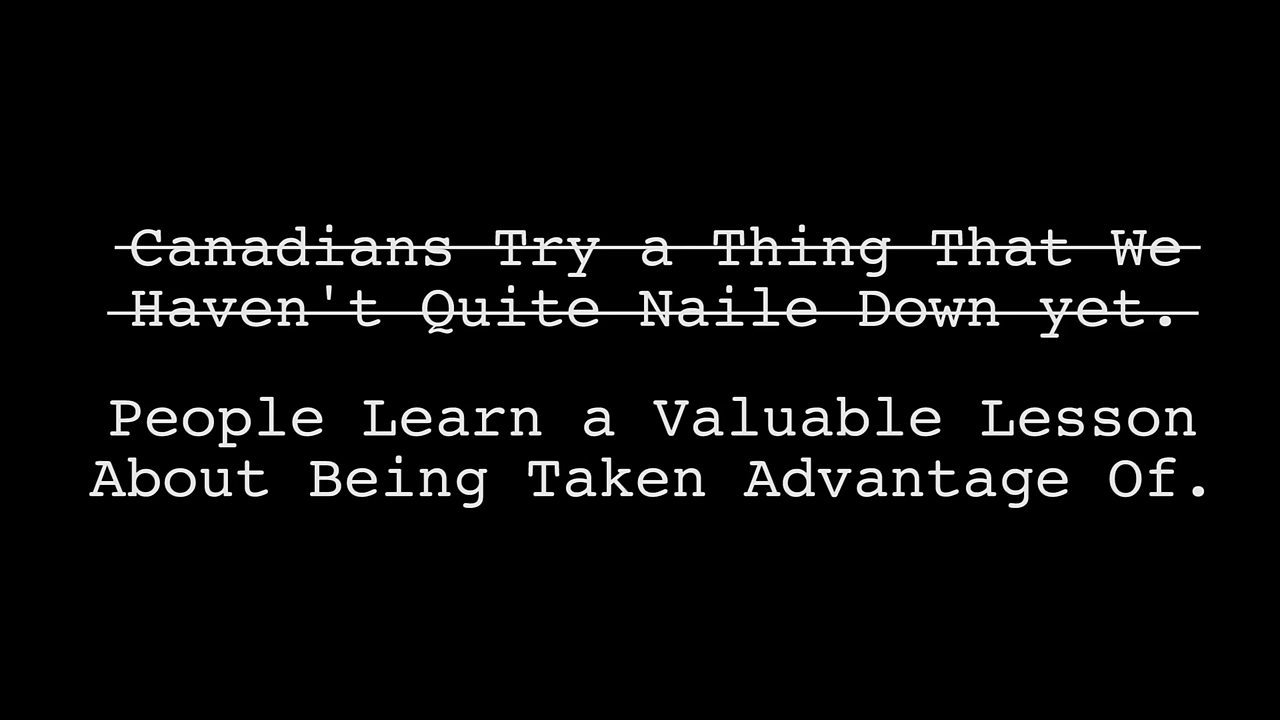 Canadians Try a Thing That We
Haven't Quite Naile Down yet.
People Learn a Valuable Lesson
About Being Taken Advantage Of.